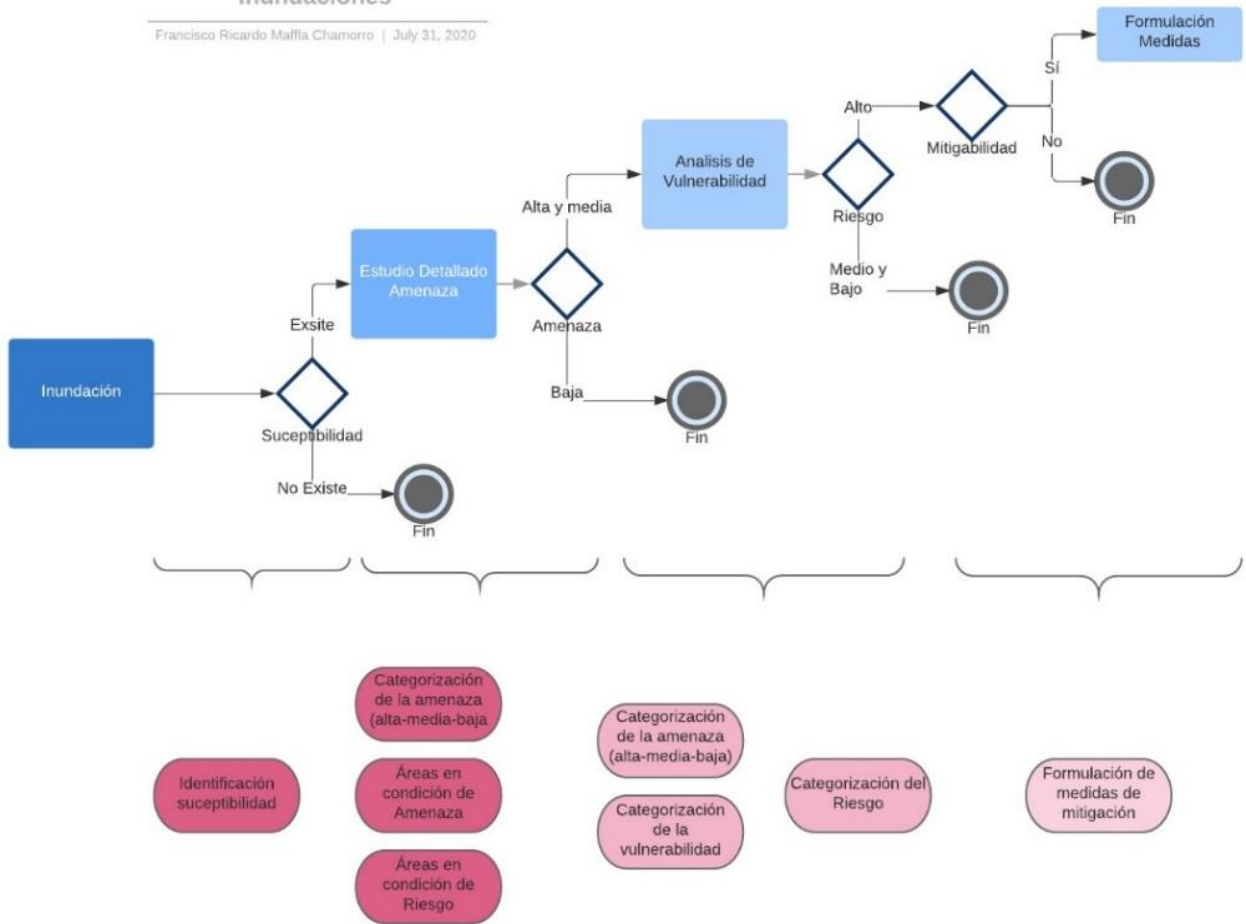 Inundaciones
Francisco Ricardo Maffla Chamorro | July 31, 2020
Formulación
Medidas
Sí
Alto
Mitigabilidad
No
Fin
Analisis de
Vulnerabilidad
Riesgo
Alta y media
Medio y
Bajo
Fin
Estudio Detallado
Amenaza
Amenaza
Exsite
Baja
Fin
Inundación
Suceptibilidad
No Existe
Fin
Identificación
suceptibilidad
Categorización
de la amenaza
(alta-media-baja
Áreas en
condición de
Amenaza
Áreas en
condición de
Riesgo
Categorización
de la amenaza
(alta-media-baja)
Categorización
de la
vulnerabilidad
Categorización del
Riesgo
Formulación de
medidas de
mitigación